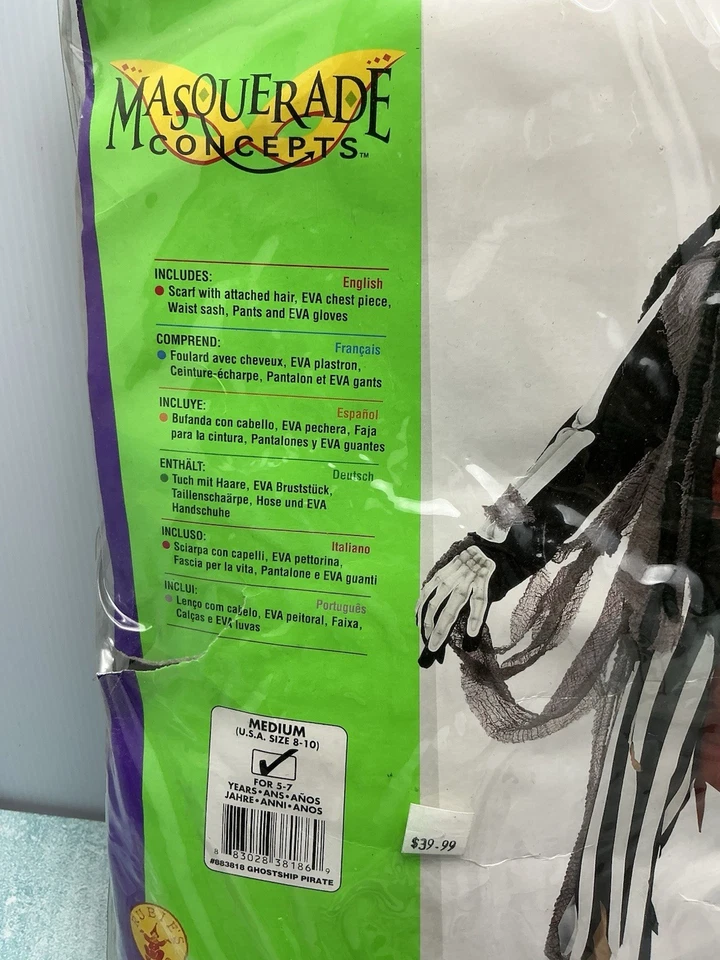 MASQUERADE
CONCEPTS™
INCLUDES:
English
Scarf with attached hair, EVA chest piece,
Waist sash, Pants and EVA gloves
COMPREND:
Français
Foulard avec cheveux, EVA plastron,
Ceinture-écharpe, Pantalon et EVA gants
INCLUYE:
Español
Bufanda con cabello, EVA pechera, Faja
para la cintura, Pantalones y EVA guantes
ENTHÄLT:
Deutsch
Tuch mit Haare, EVA Bruststück,
Taillenschaärpe, Hose und EVA
Handschuhe
INCLUSO:
Italiano
Sciarpa con capelli, EVA pettorina,
Fascia per la vita, Pantalone e EVA guanti
INCLUI:
Português
Lenço com cabelo, EVA peitoral, Faixa,
Calças e EVA luvas
MEDIUM
(U.S.A. SIZE 8-10)
FOR 5-7
YEARS•ANS•AÑOS
JAHRE•ANNI•ANOS
8 83028 38186 9
#883818 GHOSTSHIP PIRATE
$39.99
RUBIE'S